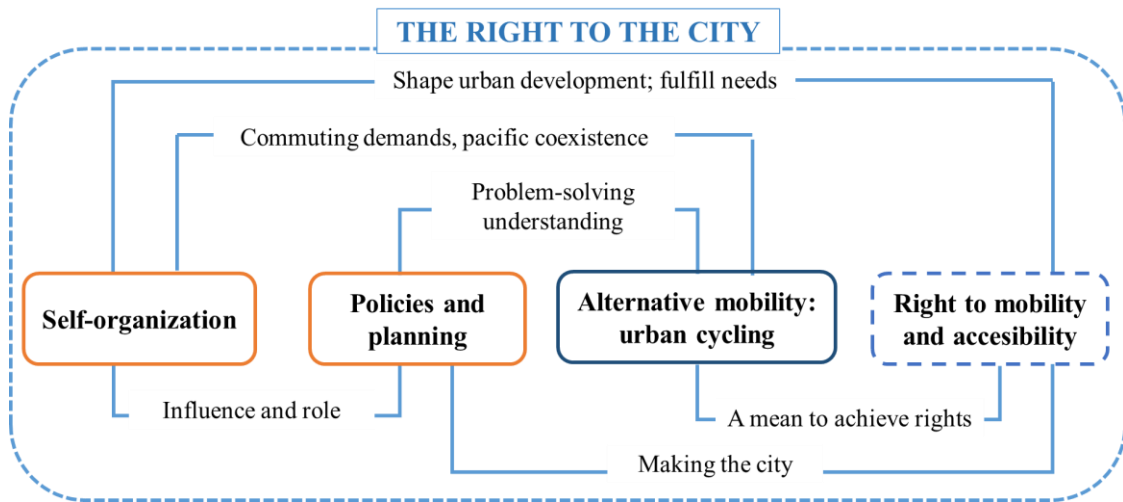 THE RIGHT TO THE CITY
Shape urban development; fulfill needs
Commuting demands, pacific coexistence
Problem-solving
understanding
Self-organization
Policies and
planning
Alternative mobility:
urban cycling
Right to mobility
and accesibility
Influence and role
A mean to achieve rights
Making the city